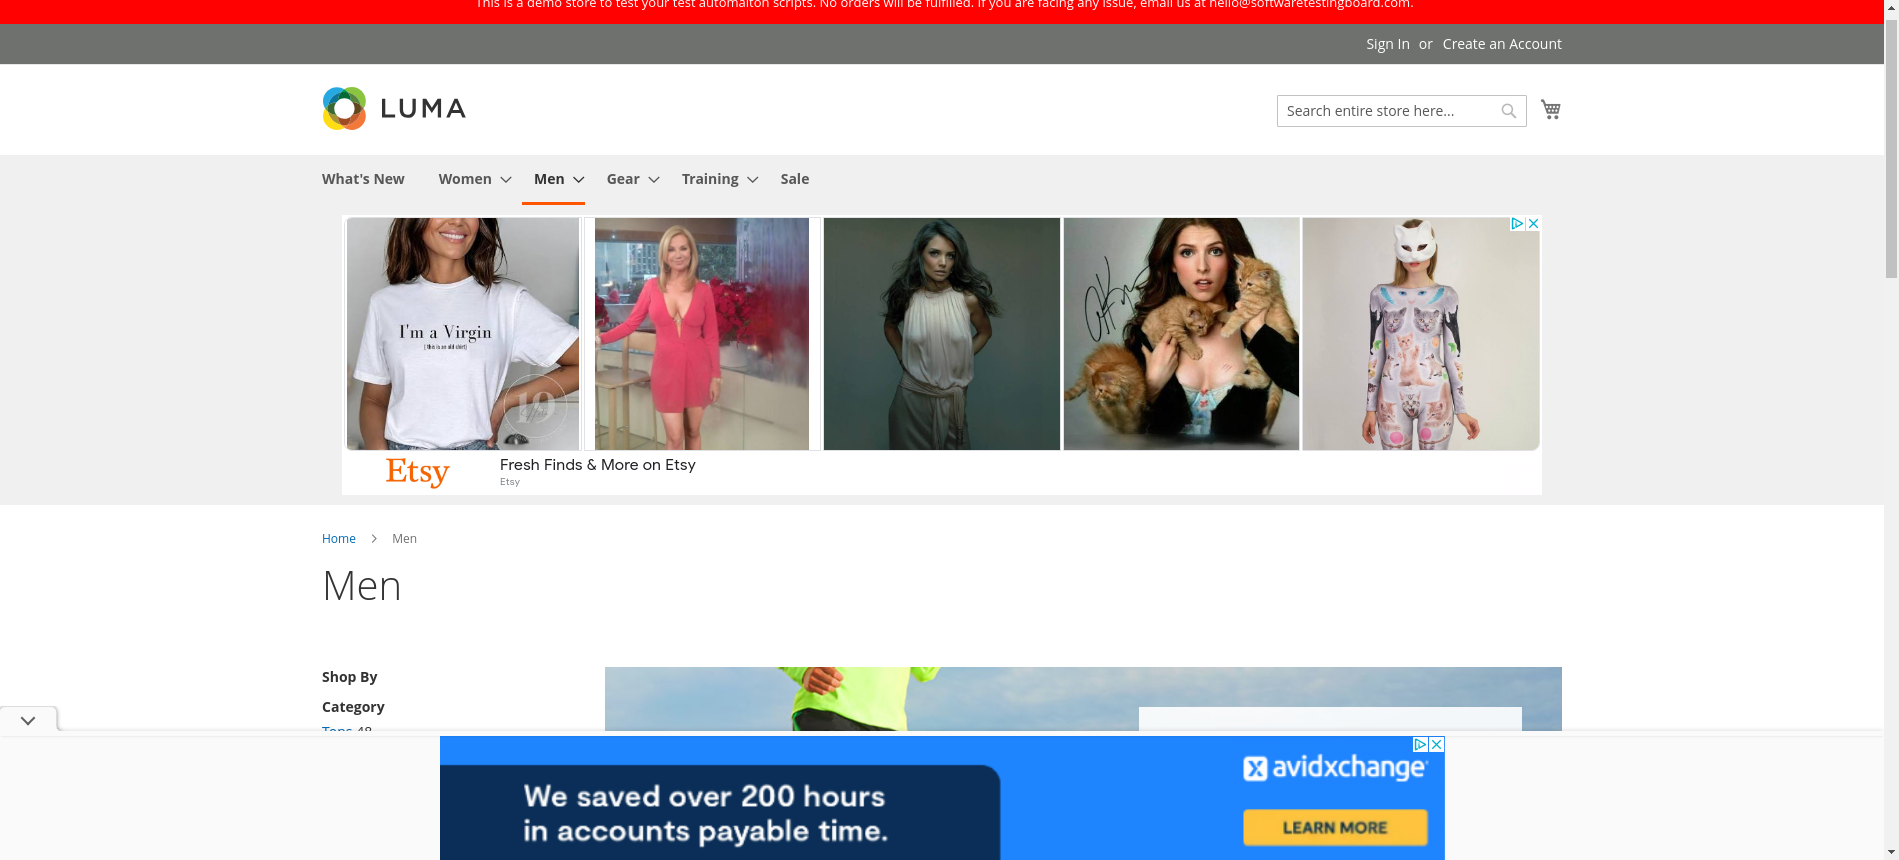 This is a demo store to test your test automaiton scripts. No orders will be fulfilled. If you are facing any issue, email us at hello@softwaretestingboard.com.
Sign In or Create an Account
LUMA
Search entire store here...
What's New Women Men Gear Training Sale
I'm a Virgin
[ this is an old shirt]
Etsy
Fresh Finds & More on Etsy
Etsy
Home Men
Men
Shop By
Category
Tops 48
avidxchange
We saved over 200 hours
in accounts payable time.
LEARN MORE